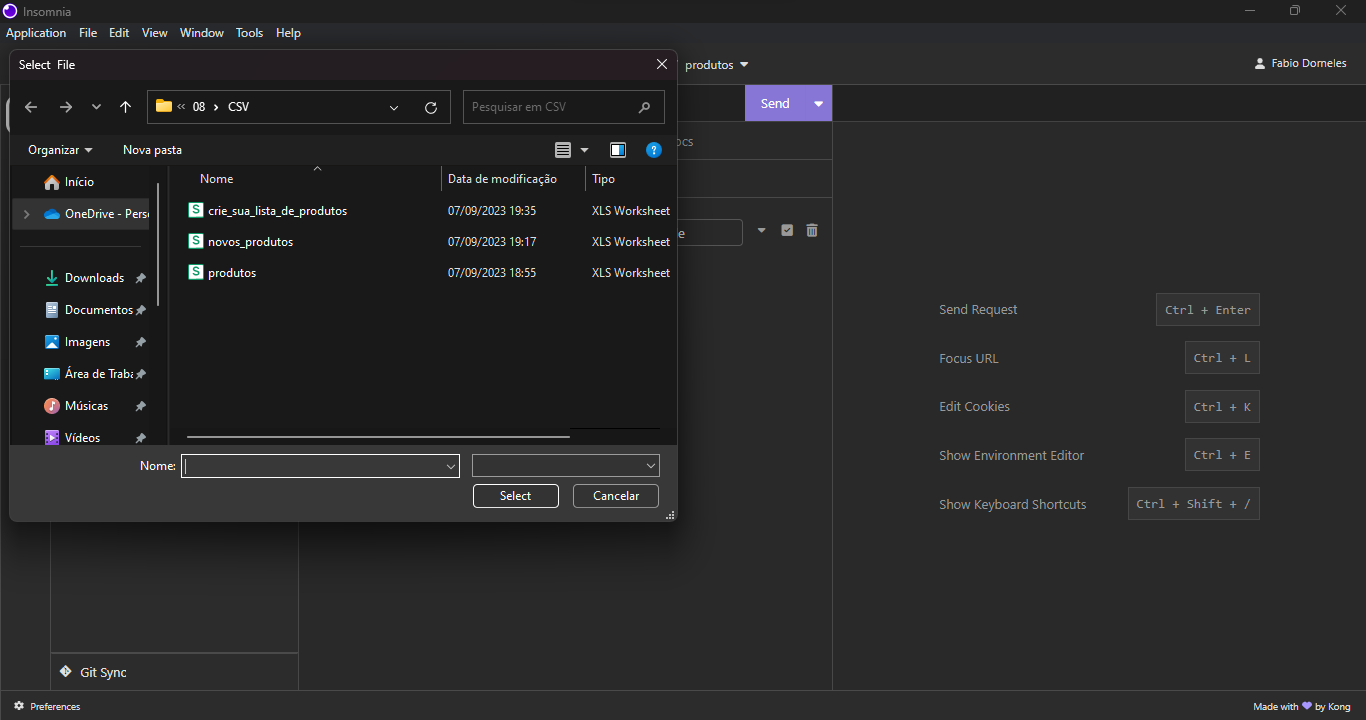 Insomnia
Application File Edit View Window Tools Help
Select File
produtos
Fabio Dorneles
08 › CSV
Pesquisar em CSV
Send
Organizar
Nova pasta
ocs
Nome
Data de modificação
Tipo
Início
OneDrive - Perso
crie_sua_lista_de_produtos 07/09/2023 19:35 XLS Worksheet
novos_produtos 07/09/2023 19:17 XLS Worksheet
produtos 07/09/2023 18:55 XLS Worksheet
e
Downloads
Documentos
Imagens
Área de Traba
Músicas
Vídeos
Nome:
Select
Cancelar
Send Request Ctrl + Enter
Focus URL Ctrl + L
Edit Cookies Ctrl + K
Show Environment Editor Ctrl + E
Show Keyboard Shortcuts Ctrl + Shift + /
Git Sync
Preferences
Made with 💜 by Kong